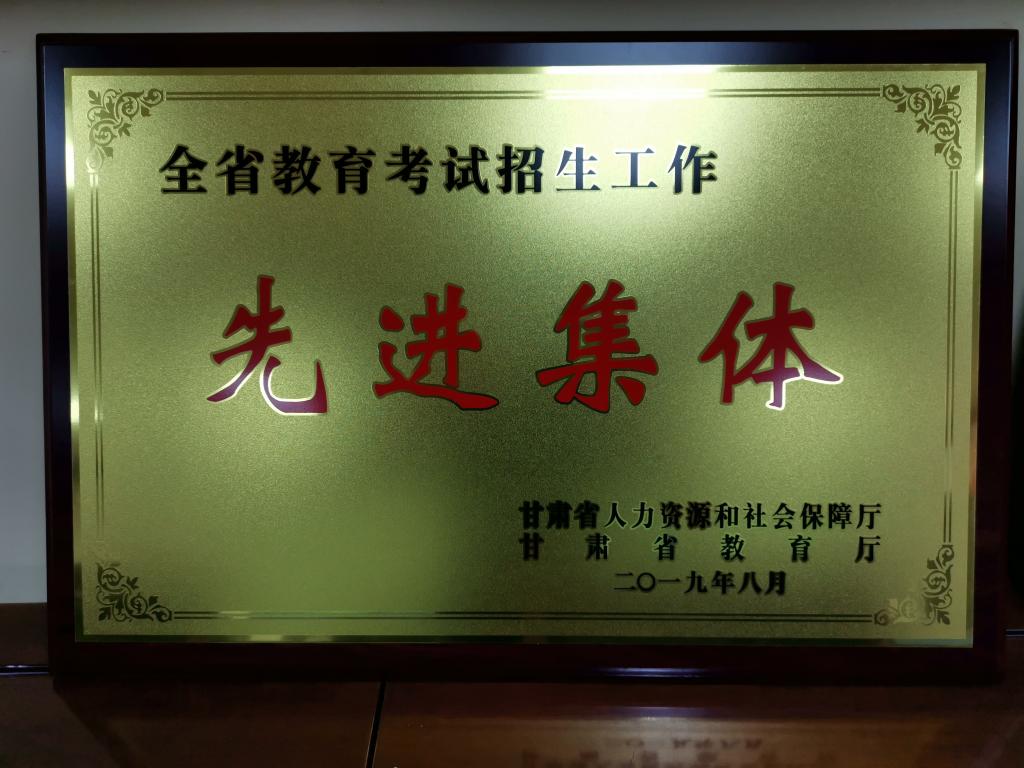 全省教育考试招生工作
先进集体
甘肃省人力资源和社会保障厅
甘肃省教育厅
二〇一九年八月